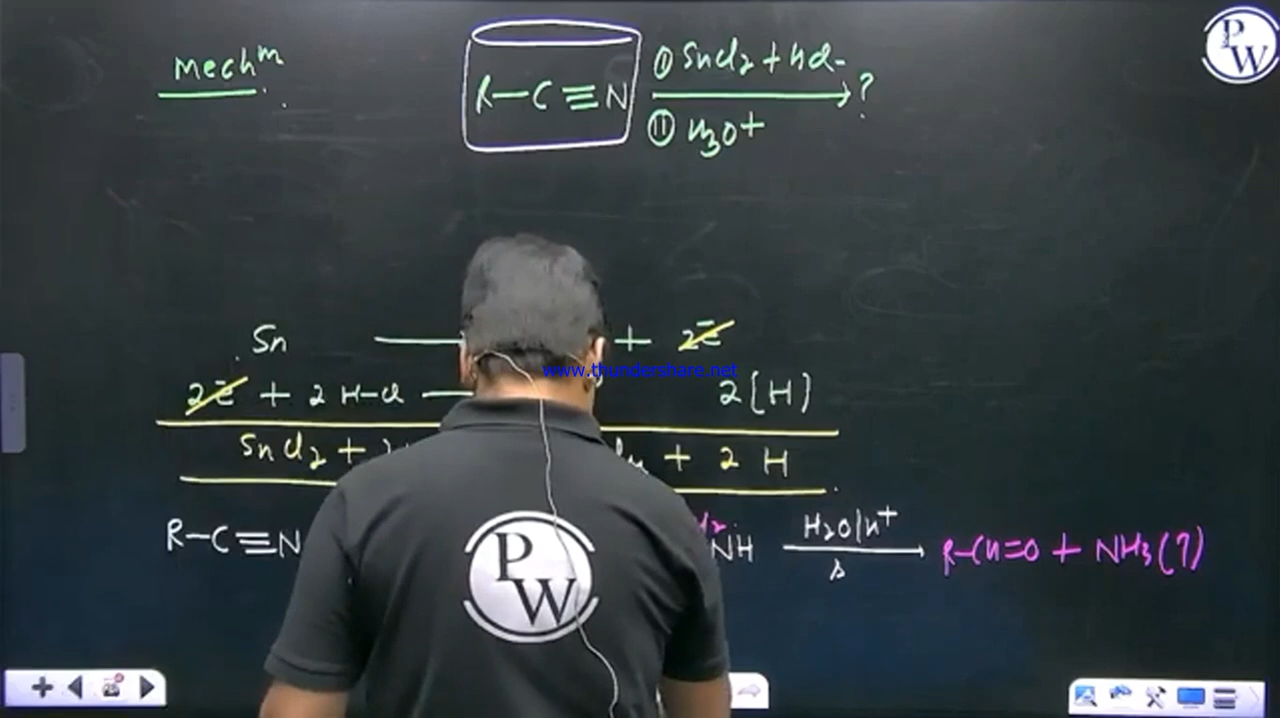 Mechm
R-C≡N
① SnCl2 + HCl
② H3O+
?
PW
Sn + 2e-
www.thundershare.net
2e- + 2 H-Cl 2[H]
SnCl2 + + 2 H
R-C≡N NH H2O/H+ R-CH=O + NH3(↑)
Δ
PW